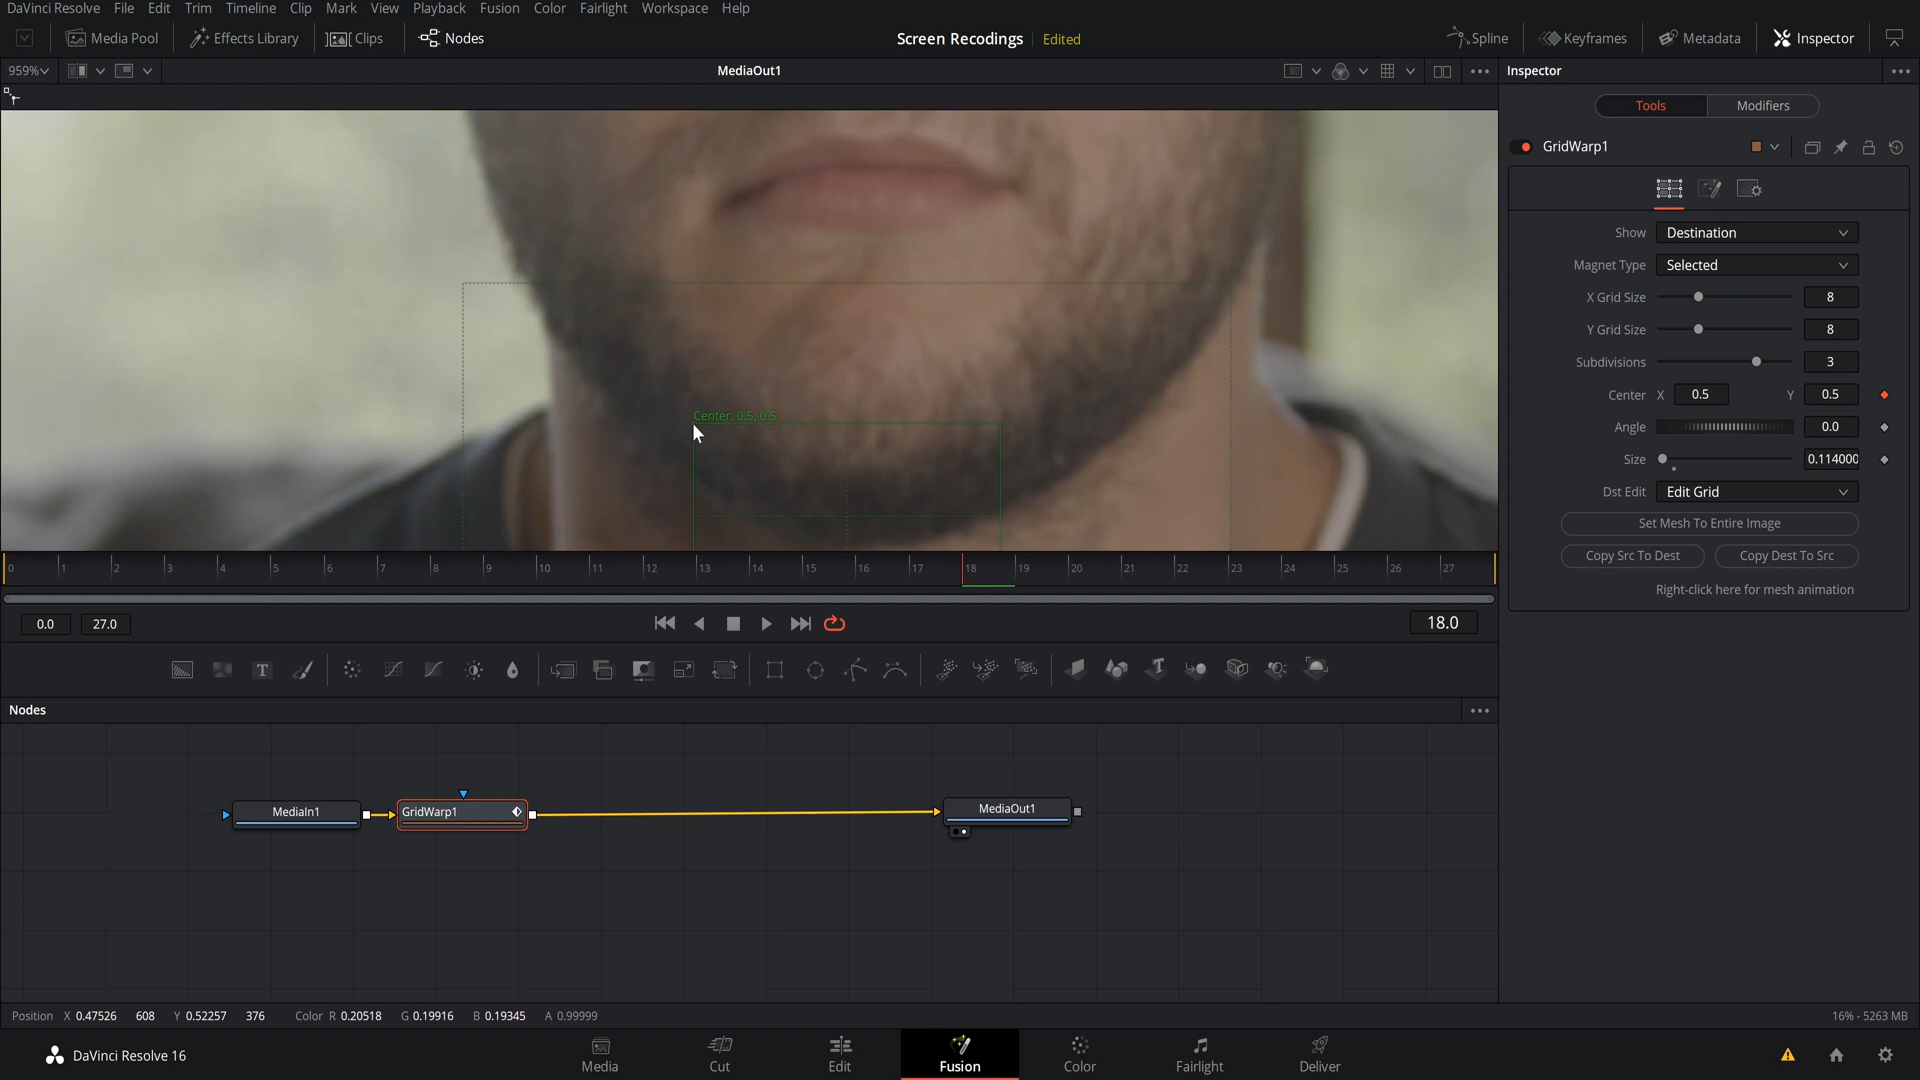 DaVinci Resolve File Edit Trim Timeline Clip Mark View Playback Fusion Color Fairlight Workspace Help
Media Pool Effects Library Clips Nodes Screen Recodings Edited Spline Keyframes Metadata Inspector
959% MediaOut1 Inspector
Tools Modifiers
GridWarp1
Show Destination
Magnet Type Selected
X Grid Size 8
Y Grid Size 8
Subdivisions 3
Center X 0.5 Y 0.5
Center: 0.5, 0.5
Angle 0.0
Size 0.114000
Dst Edit Edit Grid
Set Mesh To Entire Image
Copy Src To Dest Copy Dest To Src
Right-click here for mesh animation
0 1 2 3 4 5 6 7 8 9 10 11 12 13 14 15 16 17 18 19 20 21 22 23 24 25 26 27
0.0 27.0 18.0
T
Nodes
MediaIn1 GridWarp1 MediaOut1
Position X 0.47526 608 Y 0.52257 376 Color R 0.20518 G 0.19916 B 0.19345 A 0.99999 16% - 5263 MB
DaVinci Resolve 16 Media Cut Edit Fusion Color Fairlight Deliver